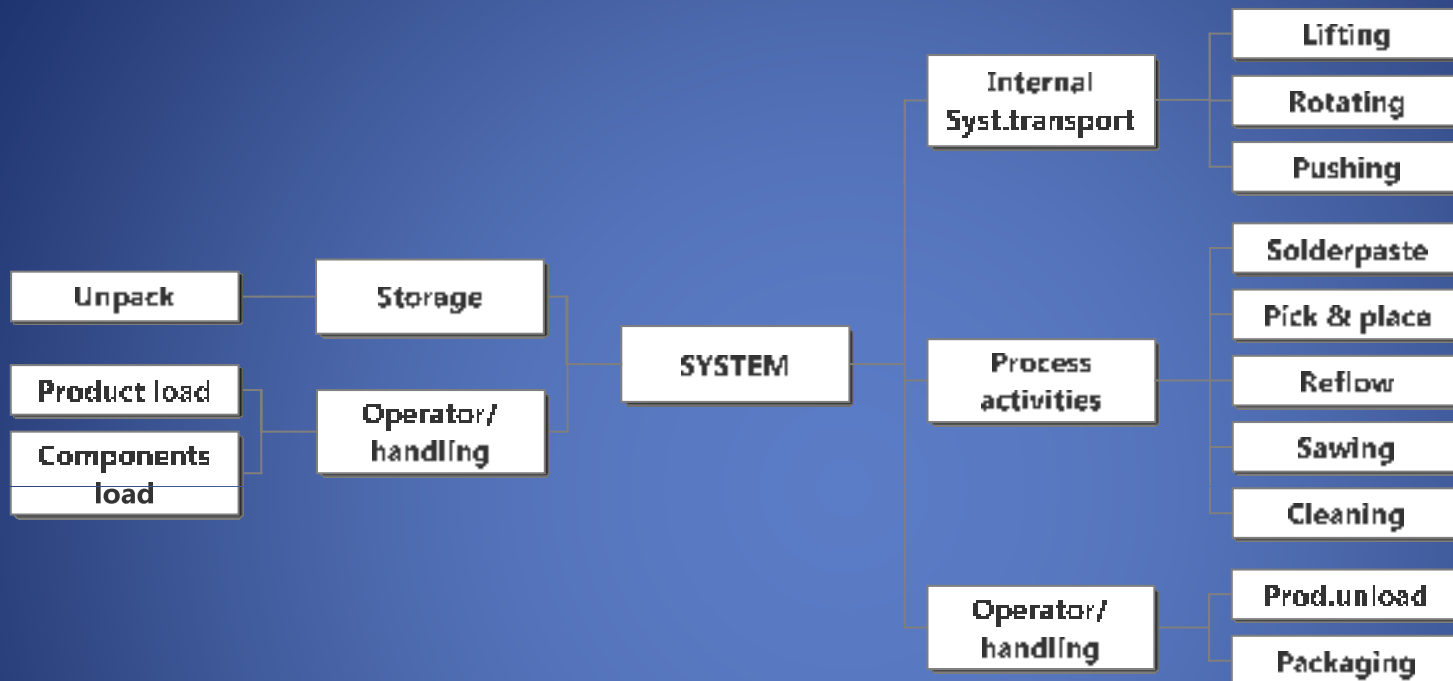 Unpack
Product load
Components
load
Storage
Operator/
handling
SYSTEM
Internal
Syst.transport
Process
activities
Operator/
handling
Lifting
Rotating
Pushing
Solderpaste
Pick & place
Reflow
Sawing
Cleaning
Prod.unload
Packaging